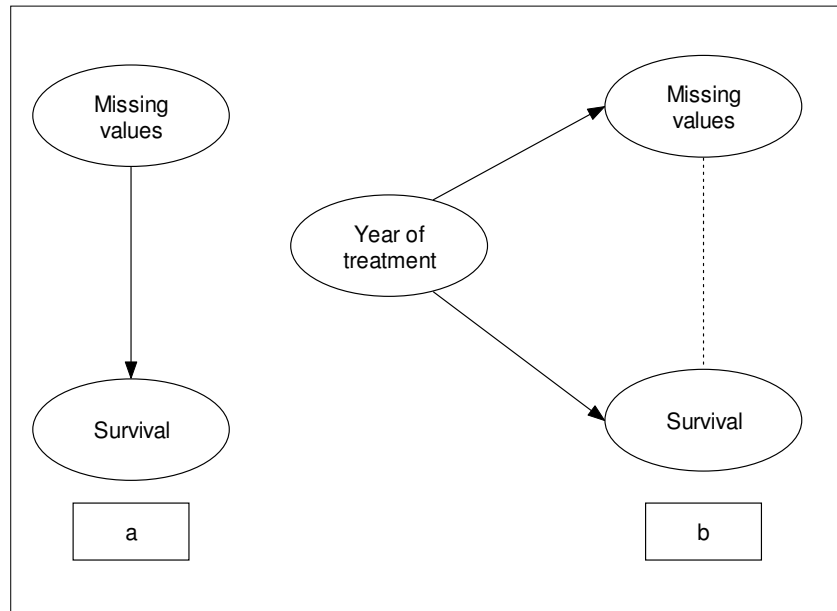 Missing
values
Survival
a
Year of
treatment
Missing
values
Survival
b